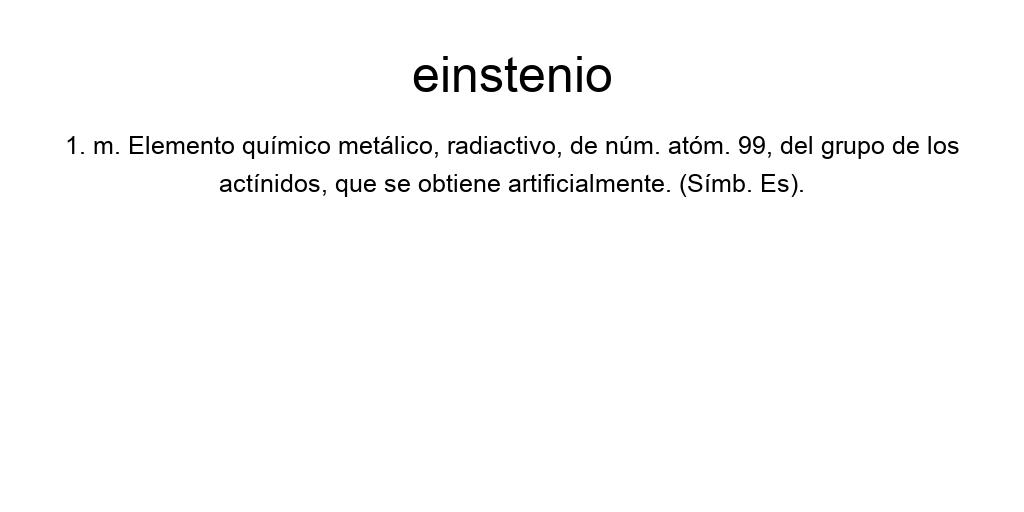 einstenio
1. m. Elemento químico metálico, radiactivo, de núm. atóm. 99, del grupo de los
actínidos, que se obtiene artificialmente. (Símb. Es).